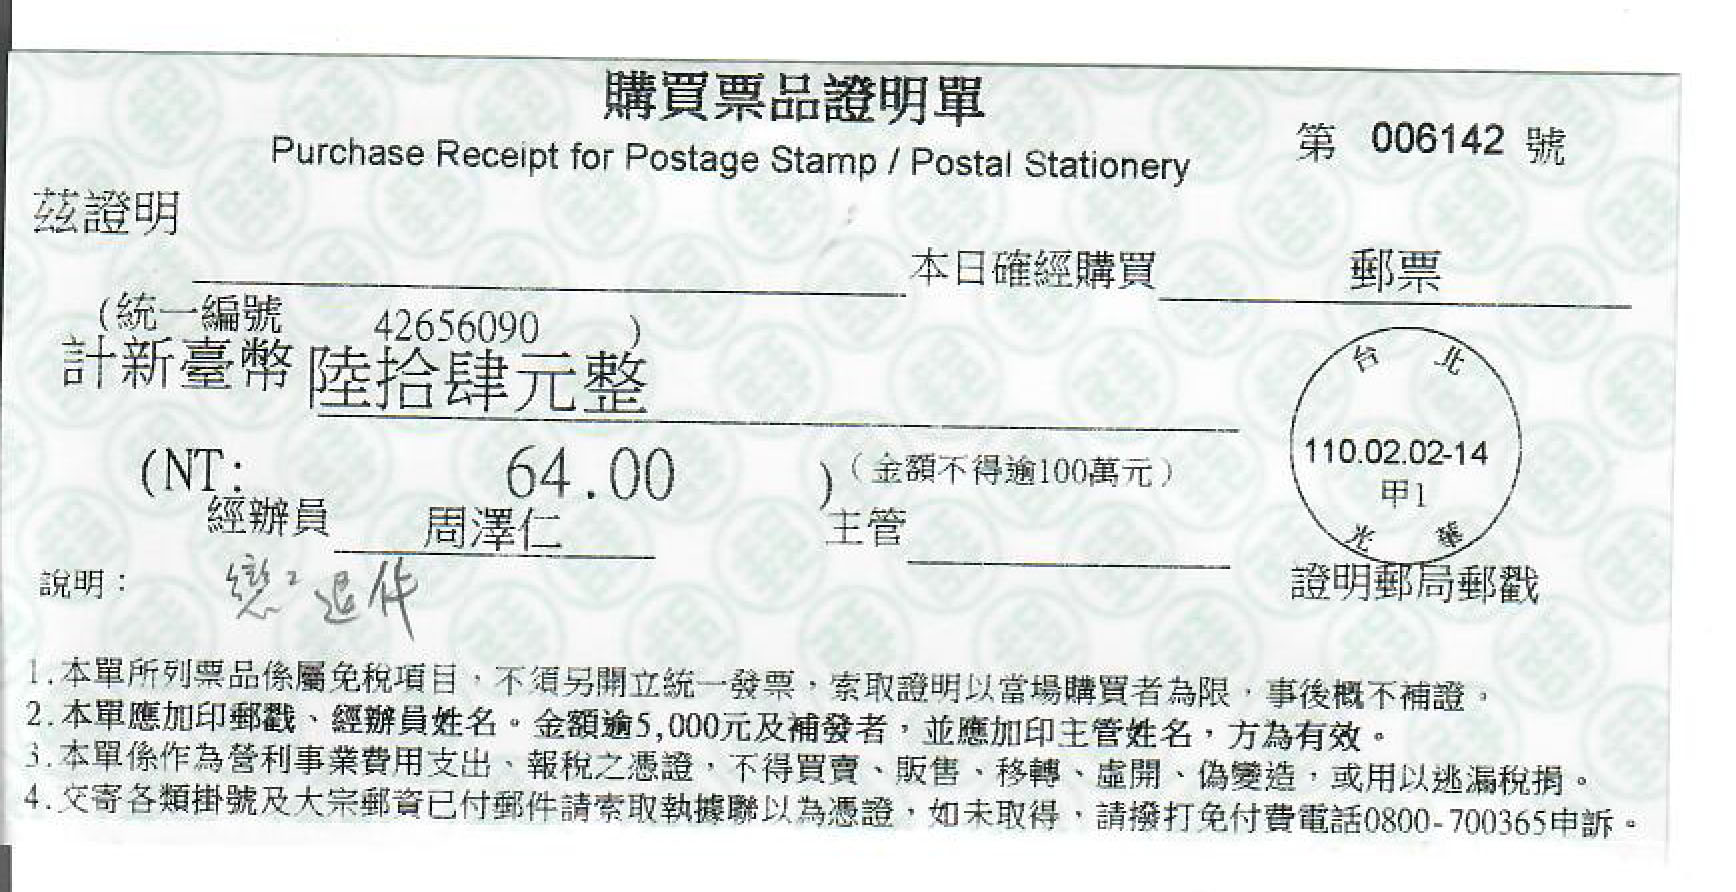 購買票品證明單
Purchase Receipt for Postage Stamp / Postal Stationery
第 006142 號
茲證明
本日確經購買 郵票
(統一編號 42656090 )
計新臺幣 陸拾肆元整
(NT: 64.00 ) (金額不得逾100萬元)
經辦員 周澤仁 主管
台北
110.02.02-14
甲1
光華
證明郵局郵戳
說明:
退件
1.本單所列票品係屬免稅項目,不須另開立統一發票,索取證明以當場購買者為限,事後概不補證。
2.本單應加印郵戳、經辦員姓名。金額逾5,000元及補發者,並應加印主管姓名,方為有效。
3.本單係作為營利事業費用支出、報稅之憑證,不得買賣、販售、移轉、虛開、偽變造,或用以逃漏稅捐。
4.交寄各類掛號及大宗郵資已付郵件請索取執據聯以為憑證,如未取得,請撥打免付費電話0800-700365申訴。